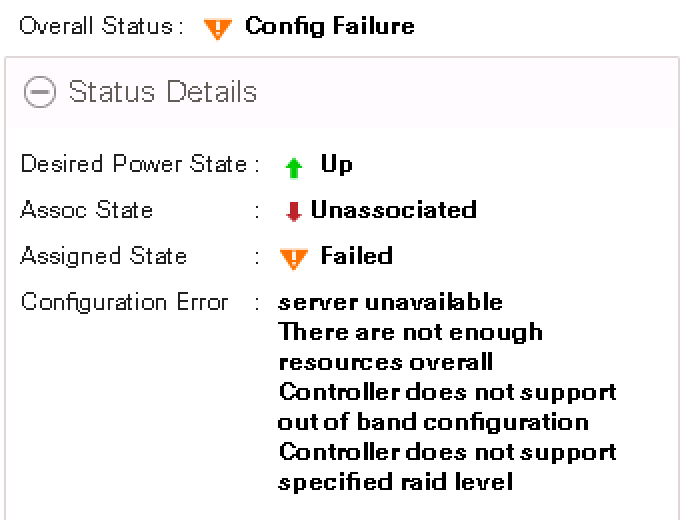 Overall Status : Config Failure
Status Details
Desired Power State : Up
Assoc State : Unassociated
Assigned State : Failed
Configuration Error : server unavailable
There are not enough
resources overall
Controller does not support
out of band configuration
Controller does not support
specified raid level